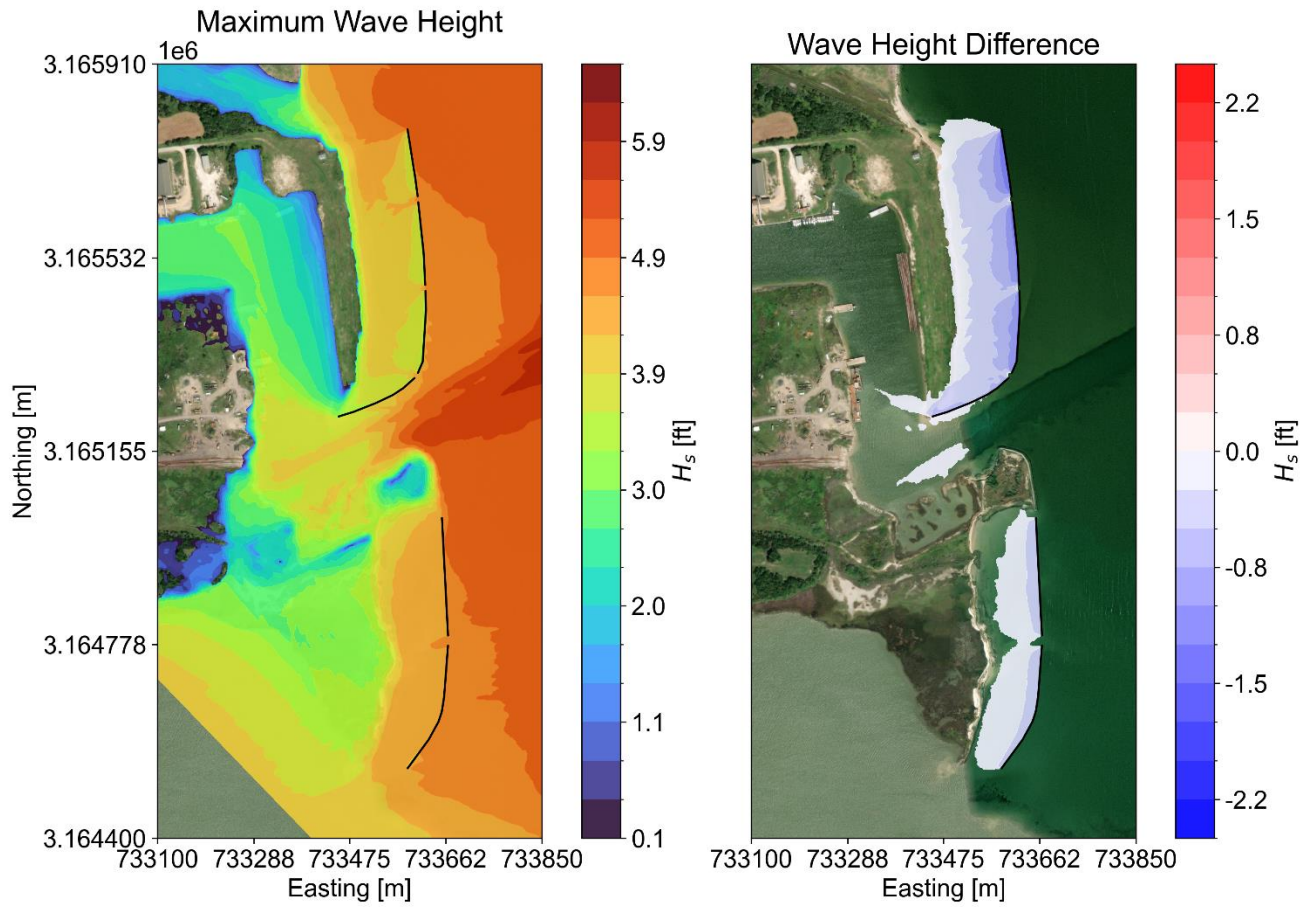 Maximum Wave Height
1e6
3.165910
3.165532
3.165155
3.164778
3.164400
Northing [m]
733100 733288 733475 733662 733850
Easting [m]
5.9
4.9
3.9
3.0
2.0
1.1
0.1
H_s [ft]
Wave Height Difference
733100 733288 733475 733662 733850
Easting [m]
2.2
1.5
0.8
0.0
-0.8
-1.5
-2.2
H_s [ft]